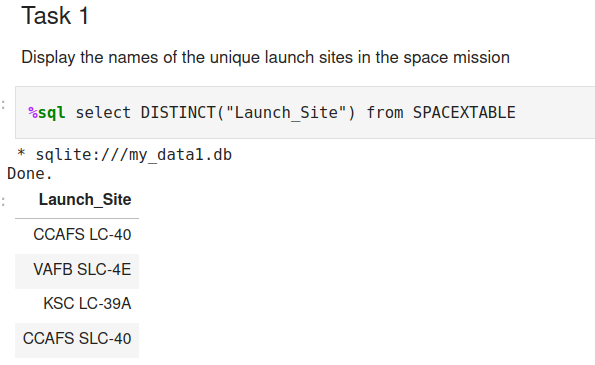 Task 1
Display the names of the unique launch sites in the space mission
:
%sql select DISTINCT("Launch_Site") from SPACEXTABLE
* sqlite:///my_data1.db
Done.
:
Launch_Site
CCAFS LC-40
VAFB SLC-4E
KSC LC-39A
CCAFS SLC-40